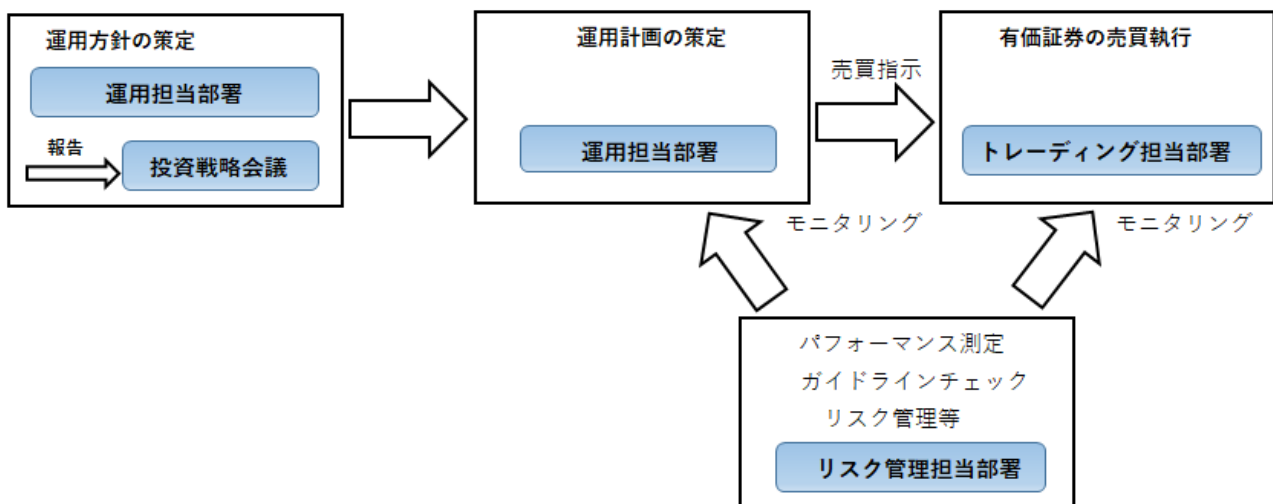 運用方針の策定
運用担当部署
報告
投資戦略会議
運用計画の策定
運用担当部署
売買指示
有価証券の売買執行
トレーディング担当部署
モニタリング
モニタリング
パフォーマンス測定
ガイドラインチェック
リスク管理等
リスク管理担当部署